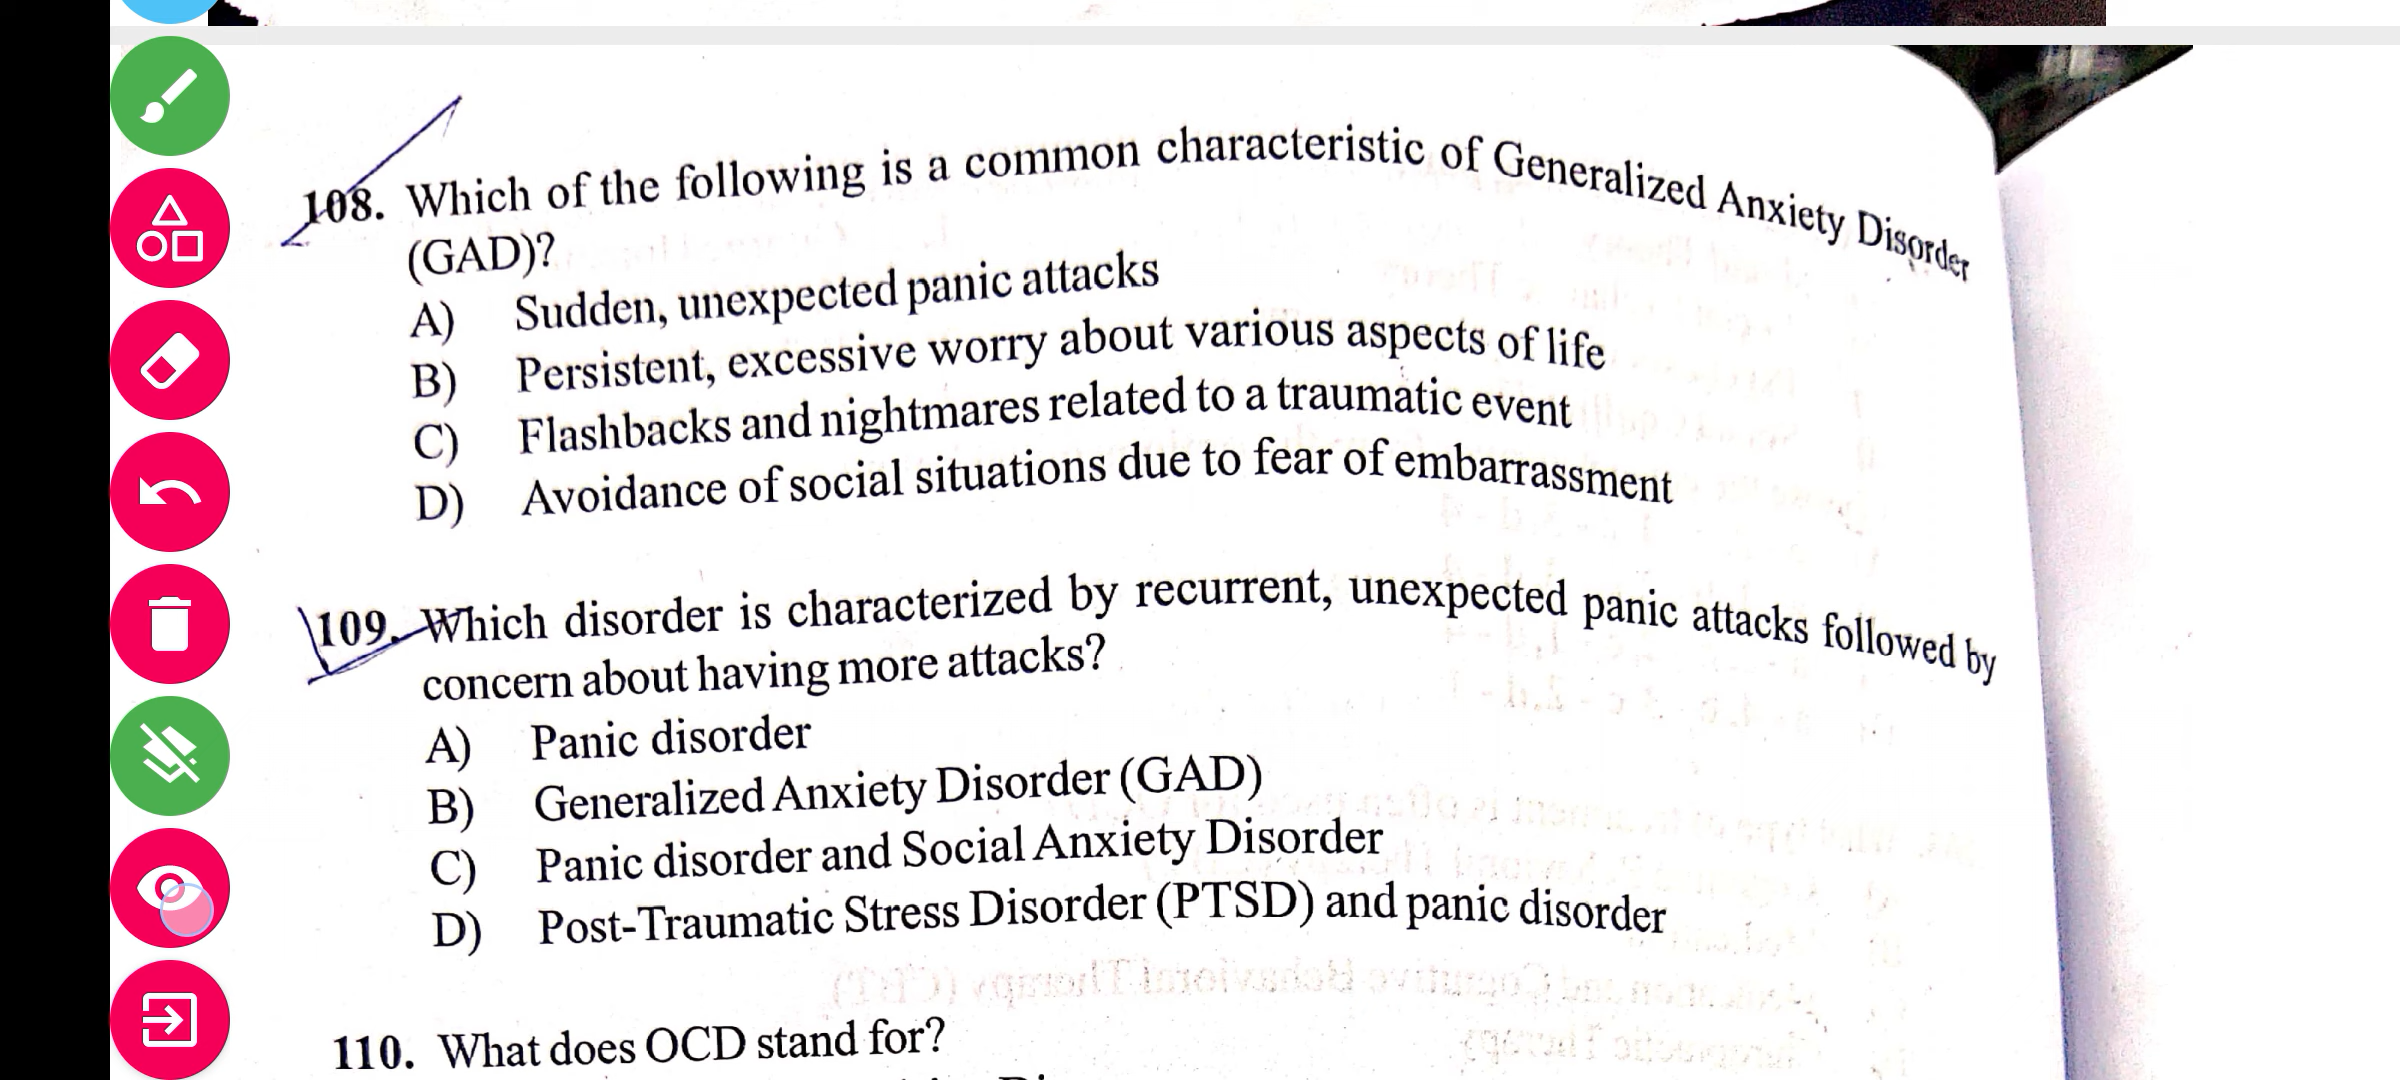 108. Which of the following is a common characteristic of Generalized Anxiety Disorder
(GAD)?
A) Sudden, unexpected panic attacks
B) Persistent, excessive worry about various aspects of life
C) Flashbacks and nightmares related to a traumatic event
D) Avoidance of social situations due to fear of embarrassment
109. Which disorder is characterized by recurrent, unexpected panic attacks followed by
concern about having more attacks?
A) Panic disorder
B) Generalized Anxiety Disorder (GAD)
C) Panic disorder and Social Anxiety Disorder
D) Post-Traumatic Stress Disorder (PTSD) and panic disorder
110. What does OCD stand for?